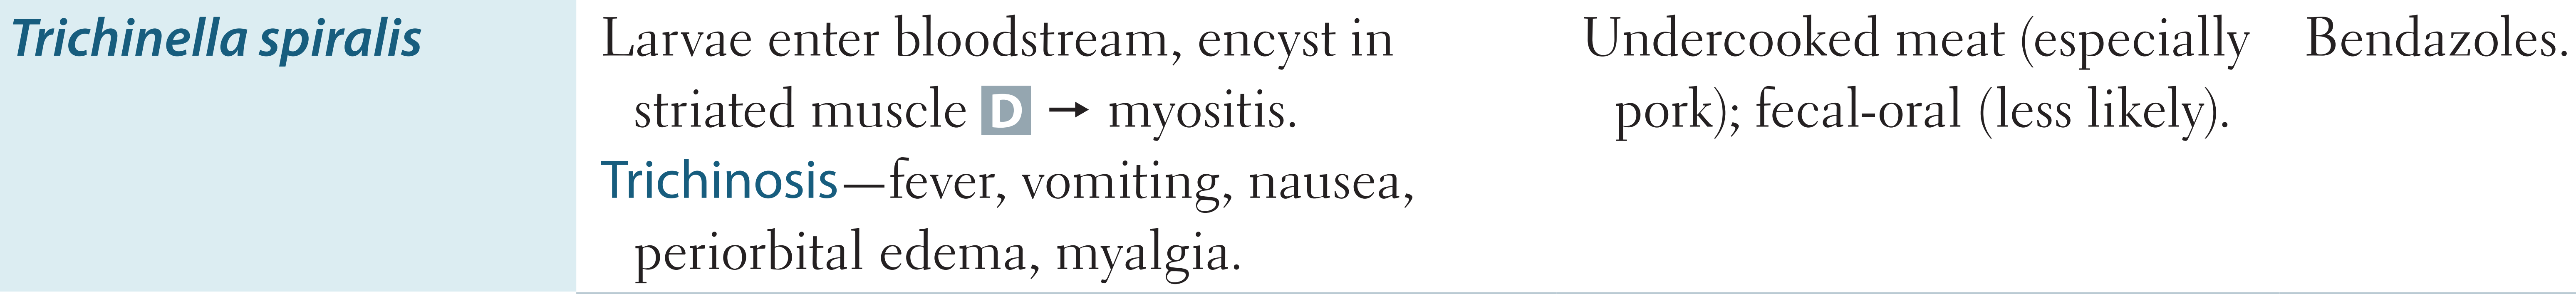 Trichinella spiralis
Larvae enter bloodstream, encyst in
striated muscle D → myositis.
Trichinosis—fever, vomiting, nausea,
periorbital edema, myalgia.
Undercooked meat (especially
pork); fecal-oral (less likely).
Bendazoles.